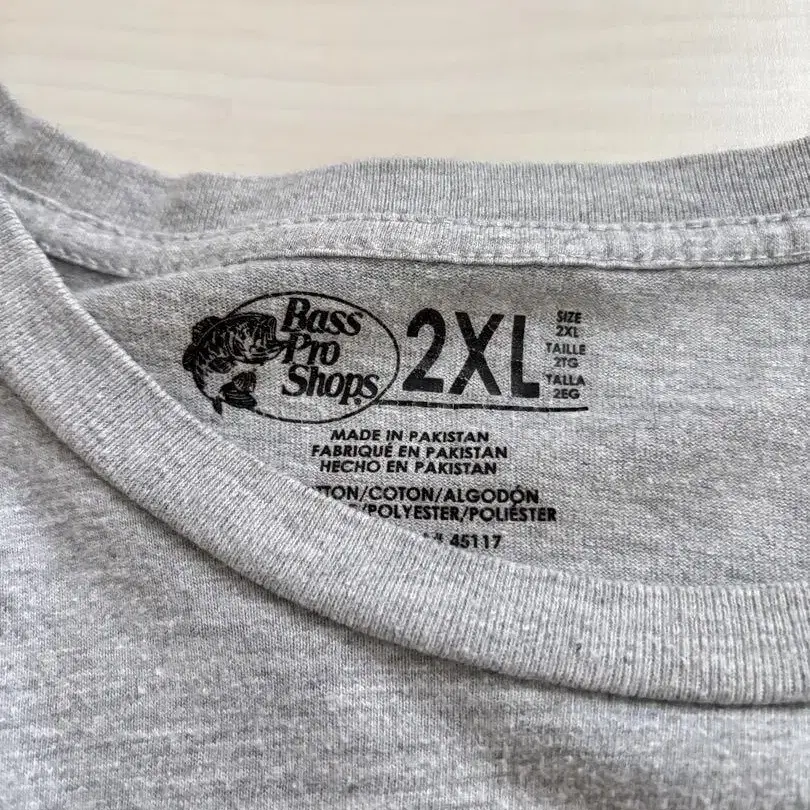 Bass
Pro
Shops
2XL
SIZE
2XL
TAILLE
2TG
TALLA
2EG
MADE IN PAKISTAN
FABRIQUÉ EN PAKISTAN
HECHO EN PAKISTAN
/COTON/ALGODÓN
/POLYESTER/POLIÉSTER
# 45117